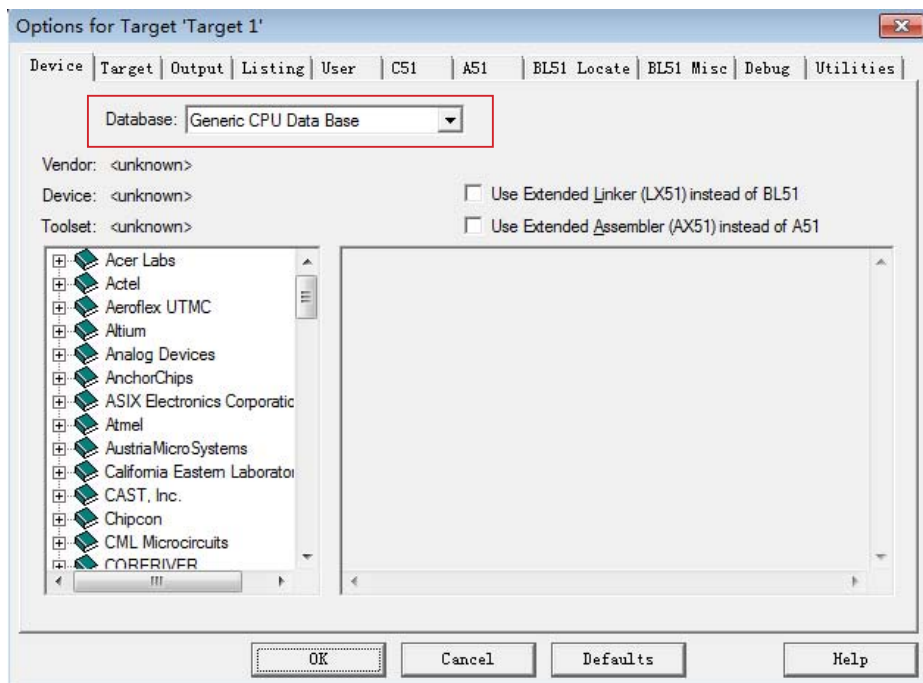 Options for Target 'Target 1'
Device Target Output Listing User C51 A51 BL51 Locate BL51 Misc Debug Utilities
Database: Generic CPU Data Base
Vendor: <unknown>
Device: <unknown>
Use Extended Linker (LX51) instead of BL51
Toolset: <unknown>
Use Extended Assembler (AX51) instead of A51
Acer Labs
Actel
Aeroflex UTMC
Altium
Analog Devices
AnchorChips
ASIX Electronics Corporatic
Atmel
AustriaMicroSystems
California Eastern Laborator
CAST, Inc.
Chipcon
CML Microcircuits
CORERIVER
OK Cancel Defaults Help